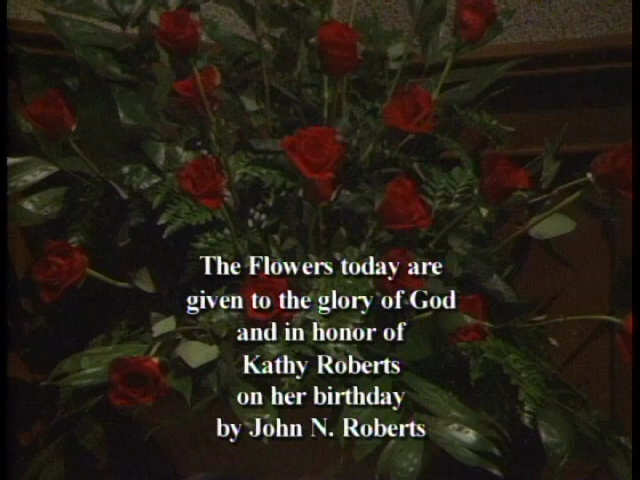 The Flowers today are
given to the glory of God
and in honor of
Kathy Roberts
on her birthday
by John N. Roberts